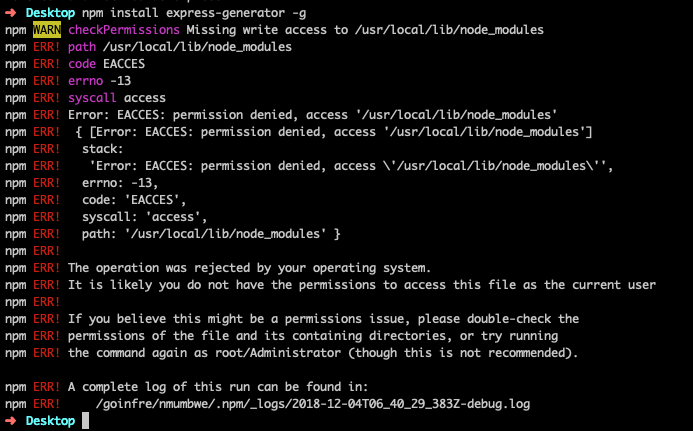 ➜ Desktop npm install express-generator -g
npm WARN checkPermissions Missing write access to /usr/local/lib/node_modules
npm ERR! path /usr/local/lib/node_modules
npm ERR! code EACCES
npm ERR! errno -13
npm ERR! syscall access
npm ERR! Error: EACCES: permission denied, access '/usr/local/lib/node_modules'
npm ERR!  { [Error: EACCES: permission denied, access '/usr/local/lib/node_modules']
npm ERR!   stack:
npm ERR!    'Error: EACCES: permission denied, access \'/usr/local/lib/node_modules\'',
npm ERR!   errno: -13,
npm ERR!   code: 'EACCES',
npm ERR!   syscall: 'access',
npm ERR!   path: '/usr/local/lib/node_modules' }
npm ERR!
npm ERR! The operation was rejected by your operating system.
npm ERR! It is likely you do not have the permissions to access this file as the current user
npm ERR!
npm ERR! If you believe this might be a permissions issue, please double-check the
npm ERR! permissions of the file and its containing directories, or try running
npm ERR! the command again as root/Administrator (though this is not recommended).

npm ERR! A complete log of this run can be found in:
npm ERR!     /goinfre/nmumbwe/.npm/_logs/2018-12-04T06_40_29_383Z-debug.log
➜ Desktop